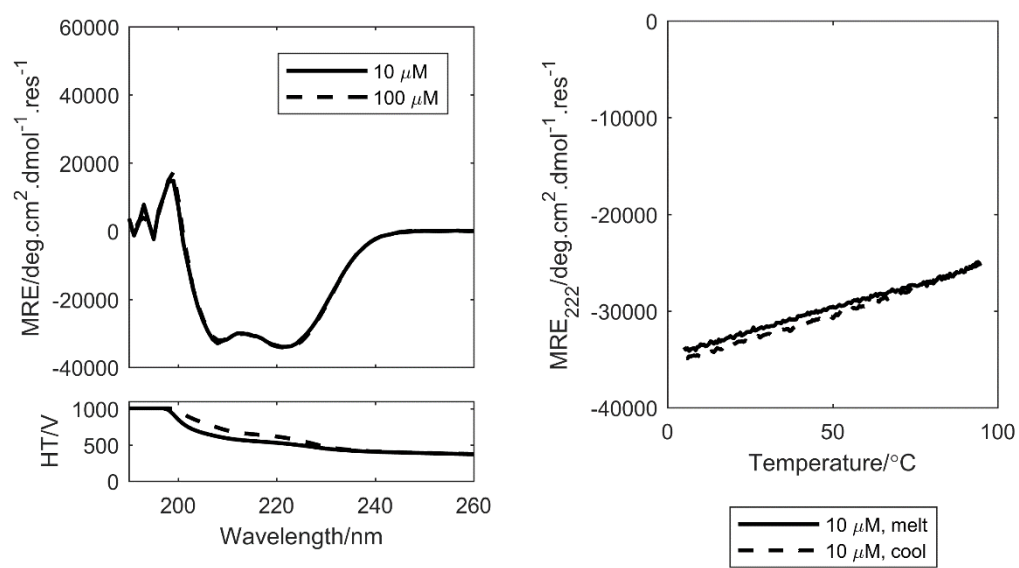 60000
40000
20000
0
-20000
-40000
MRE/deg.cm².dmol⁻¹.res⁻¹
10 μM
100 μM
1000
500
0
HT/V
200 220 240 260
Wavelength/nm
0
-10000
-20000
-30000
-40000
MRE₂₂₂/deg.cm².dmol⁻¹.res⁻¹
0 50 100
Temperature/°C
10 μM, melt
10 μM, cool